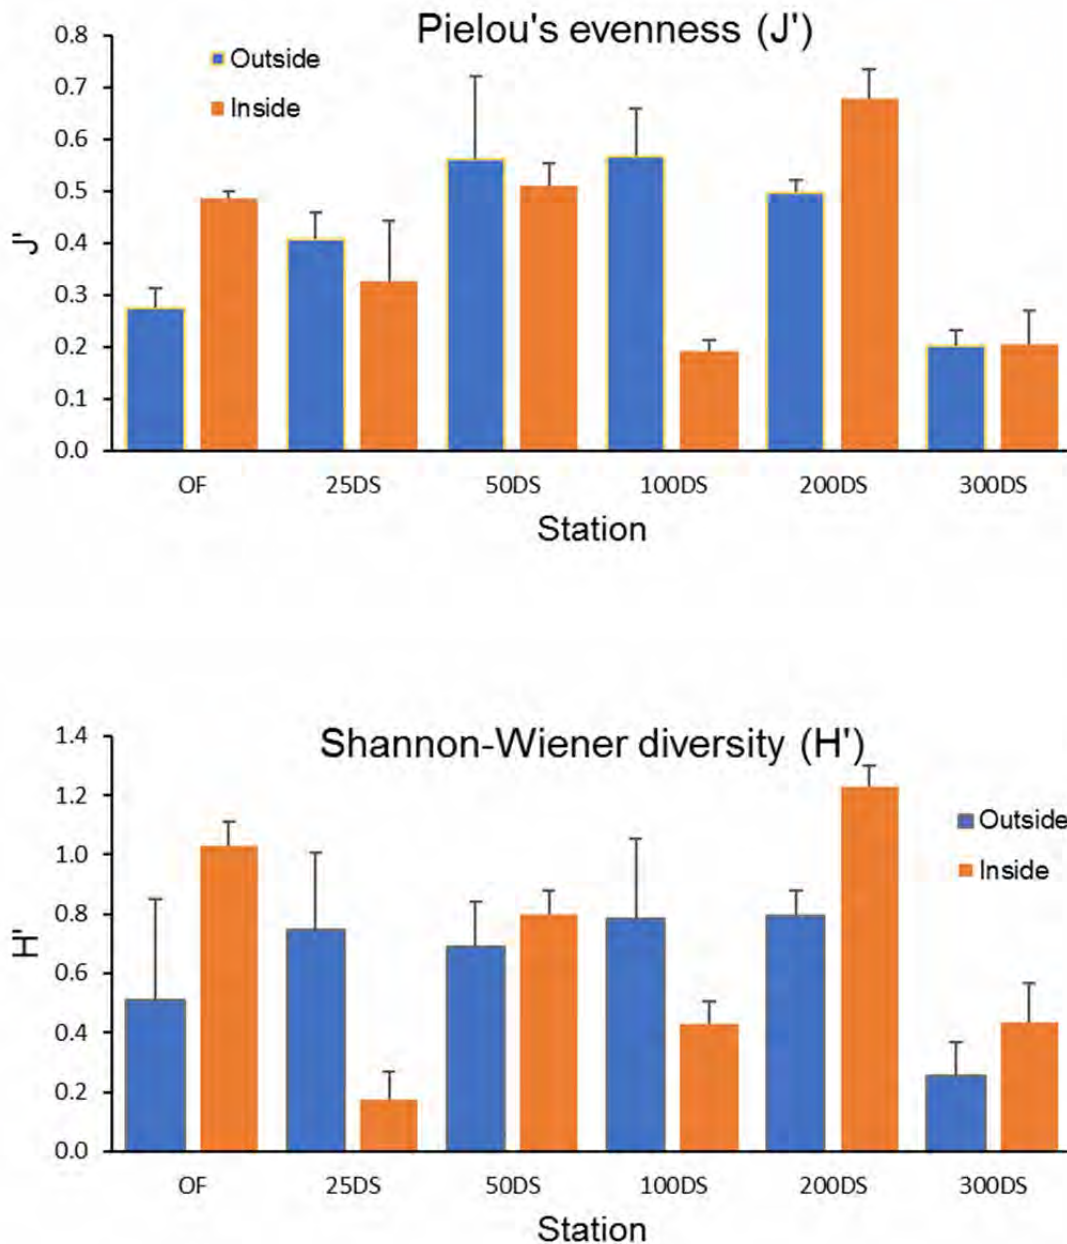 Pielou's evenness (J')
Outside
Inside
0.8
0.7
0.6
0.5
0.4
0.3
0.2
0.1
0.0
J'
OF 25DS 50DS 100DS 200DS 300DS
Station
Shannon-Wiener diversity (H')
Outside
Inside
1.4
1.2
1.0
0.8
0.6
0.4
0.2
0.0
H'
OF 25DS 50DS 100DS 200DS 300DS
Station